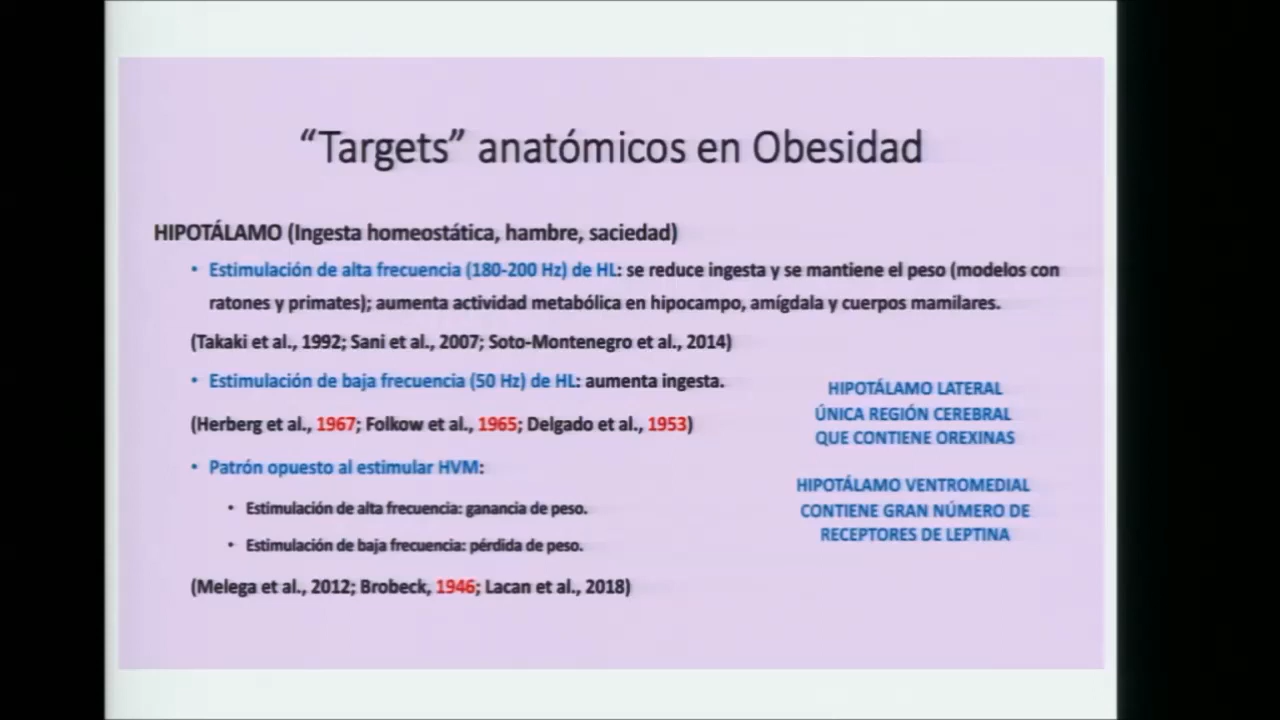 “Targets” anatómicos en Obesidad
HIPOTÁLAMO (Ingesta homeostática, hambre, saciedad)
• Estimulación de alta frecuencia (180-200 Hz) de HL: se reduce ingesta y se mantiene el peso (modelos con
ratones y primates); aumenta actividad metabólica en hipocampo, amígdala y cuerpos mamilares.
(Takaki et al., 1992; Sani et al., 2007; Soto-Montenegro et al., 2014)
• Estimulación de baja frecuencia (50 Hz) de HL: aumenta ingesta.
(Herberg et al., 1967; Folkow et al., 1965; Delgado et al., 1953)
• Patrón opuesto al estimular HVM:
• Estimulación de alta frecuencia: ganancia de peso.
• Estimulación de baja frecuencia: pérdida de peso.
(Melega et al., 2012; Brobeck, 1946; Lacan et al., 2018)
HIPOTÁLAMO LATERAL
ÚNICA REGIÓN CEREBRAL
QUE CONTIENE OREXINAS
HIPOTÁLAMO VENTROMEDIAL
CONTIENE GRAN NÚMERO DE
RECEPTORES DE LEPTINA